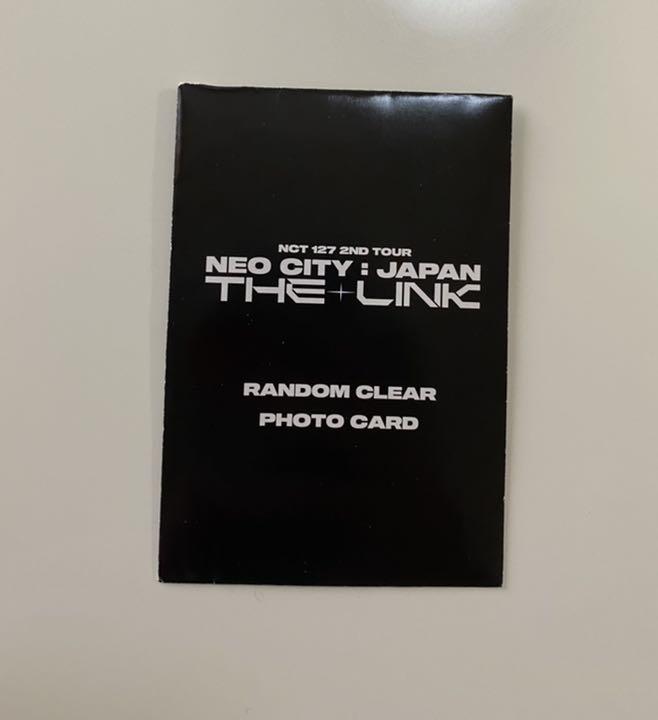 NCT 127 2ND TOUR
NEO CITY : JAPAN
THE LINK
RANDOM CLEAR
PHOTO CARD